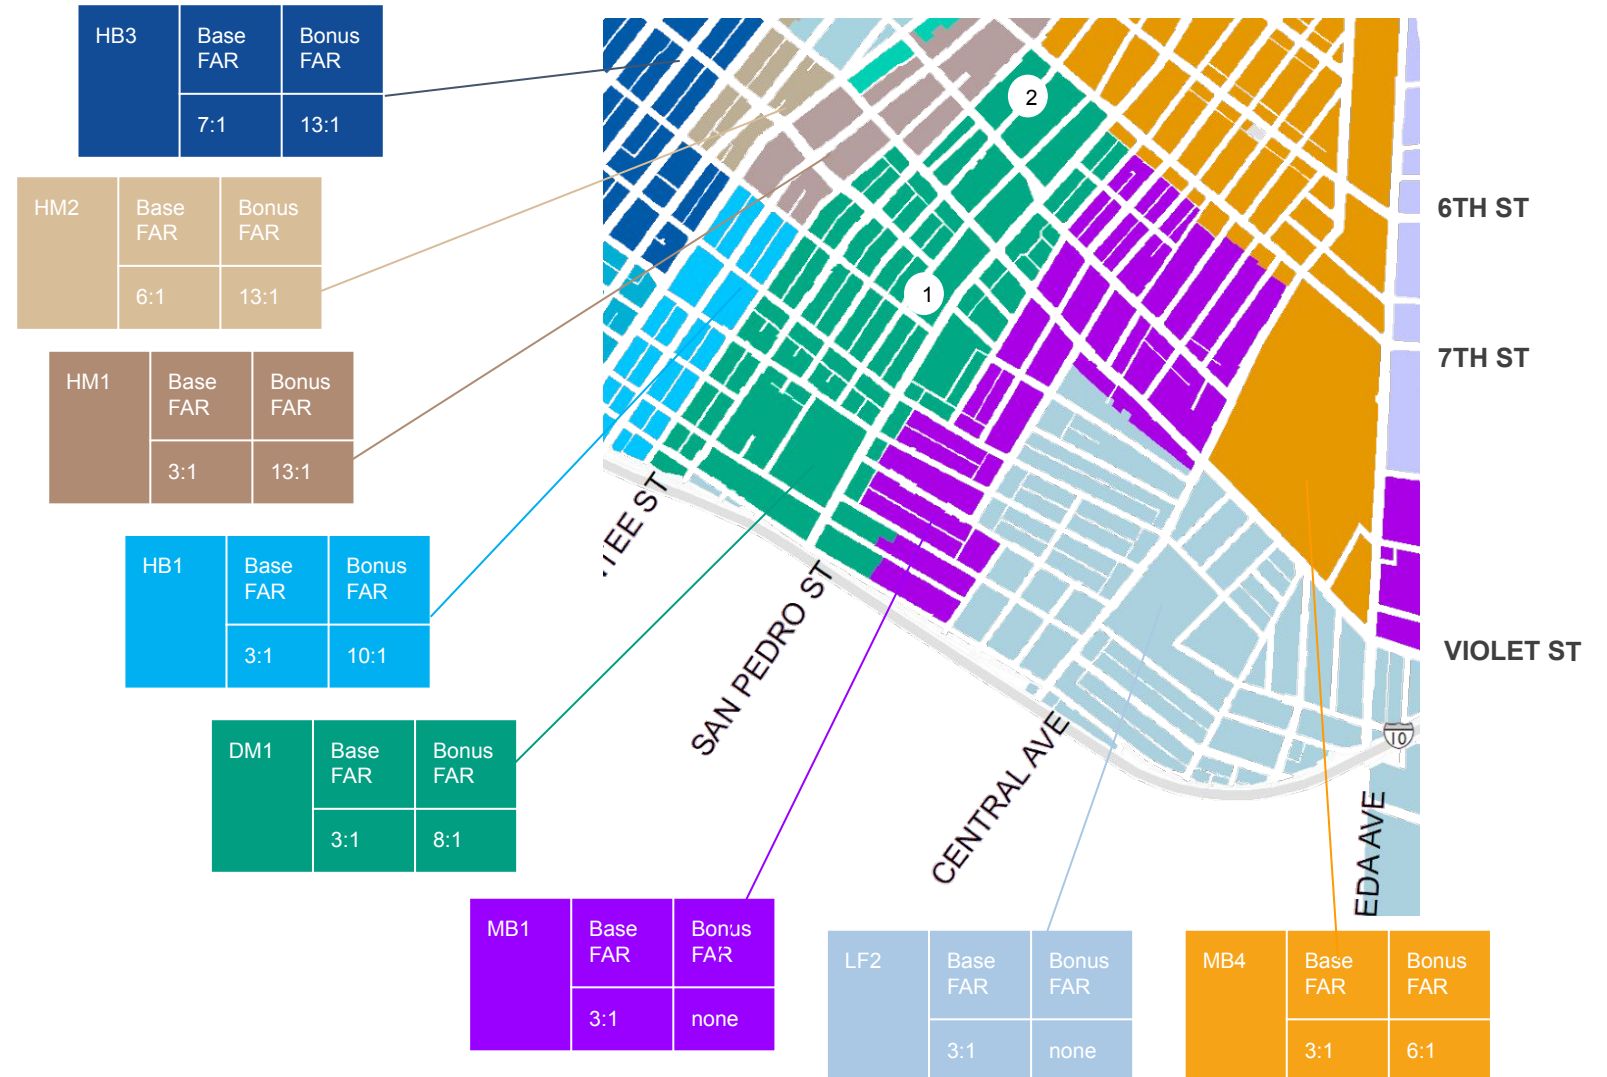 HB3
Base
FAR
Bonus
FAR
7:1
13:1
HM2
Base
FAR
Bonus
FAR
6:1
13:1
HM1
Base
FAR
Bonus
FAR
3:1
13:1
HB1
Base
FAR
Bonus
FAR
3:1
10:1
DM1
Base
FAR
Bonus
FAR
3:1
8:1
MB1
Base
FAR
Bonus
FAR
3:1
none
LF2
Base
FAR
Bonus
FAR
3:1
none
MB4
Base
FAR
Bonus
FAR
3:1
6:1
2
1
6TH ST
7TH ST
VIOLET ST
TEE ST
SAN PEDRO ST
CENTRAL AVE
EDA AVE
10